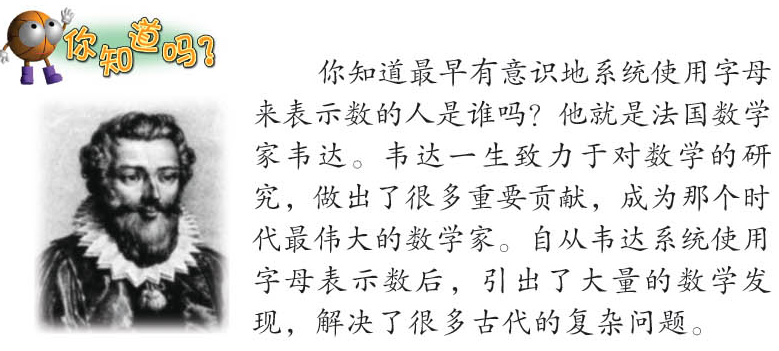 你知道吗？
你知道最早有意识地系统使用字母
来表示数的人是谁吗？他就是法国数学
家韦达。韦达一生致力于对数学的研
究，做出了很多重要贡献，成为那个时
代最伟大的数学家。自从韦达系统使用
字母表示数后，引出了大量的数学发
现，解决了很多古代的复杂问题。